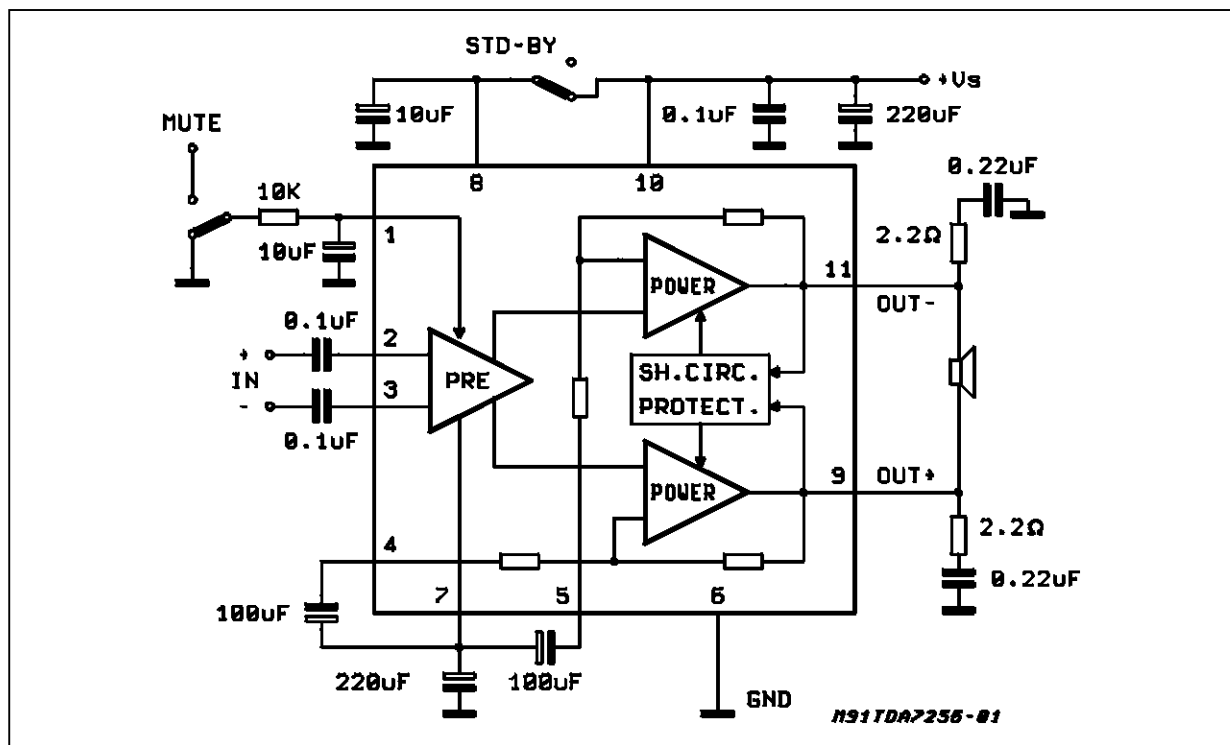 STD-BY
+Vs
10uF
0.1uF
220uF
MUTE
0.22uF
8
10
10K
1
2.2Ω
10uF
POWER
11
OUT-
0.1uF
2
+
IN
-
PRE
SH.CIRC.
PROTECT.
3
0.1uF
POWER
9
OUT+
2.2Ω
4
0.22uF
7
5
6
100uF
220uF
100uF
GND
M91TDA7256-01